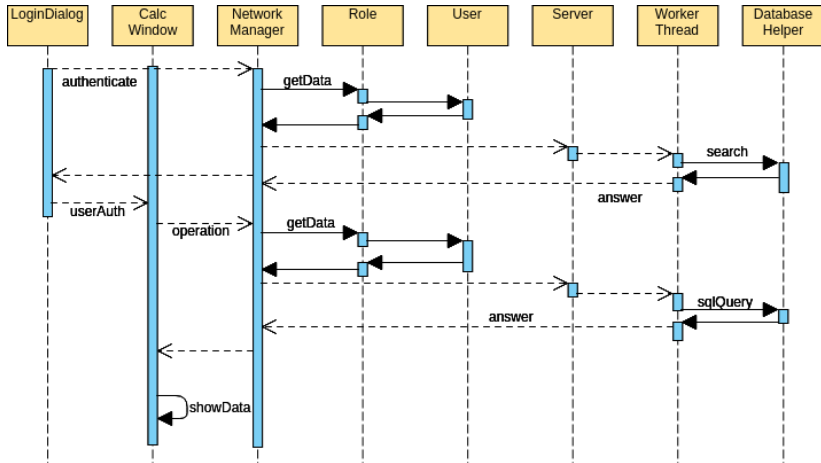 LoginDialog
Calc
Window
Network
Manager
Role
User
Server
Worker
Thread
Database
Helper
authenticate
getData
search
answer
userAuth
operation
getData
sqlQuery
answer
showData